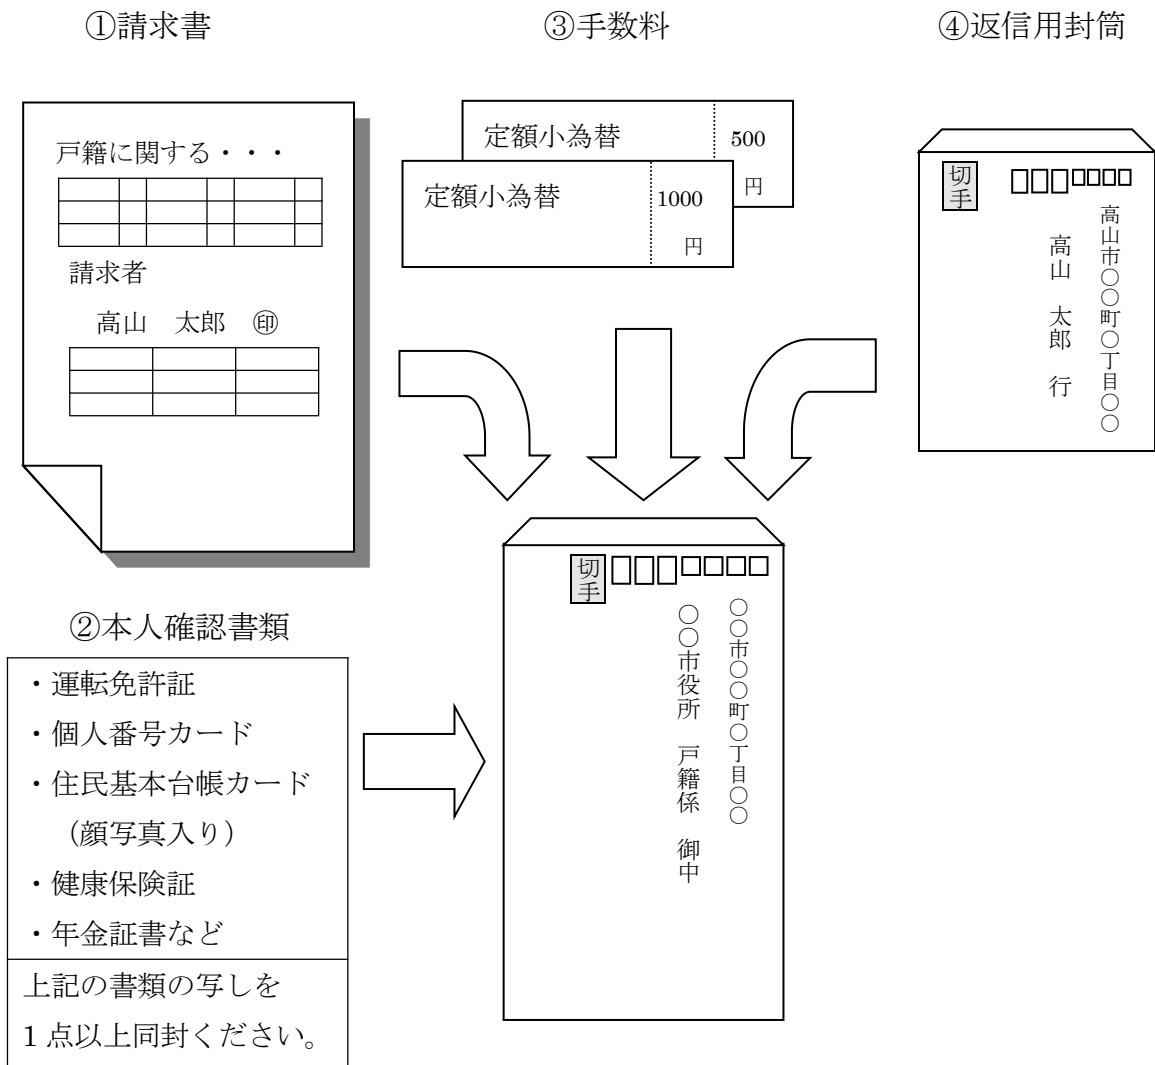 ①請求書
戸籍に関する・・・
請求者
高山　太郎　㊞
②本人確認書類
・運転免許証
・個人番号カード
・住民基本台帳カード
（顔写真入り）
・健康保険証
・年金証書など
上記の書類の写しを
1点以上同封ください。
③手数料
定額小為替
500
円
定額小為替
1000
円
④返信用封筒
切手
高山市○○町○丁目○○
高山　太郎　行
切手
○○市○○町○丁目○○
○○市役所　戸籍係　御中